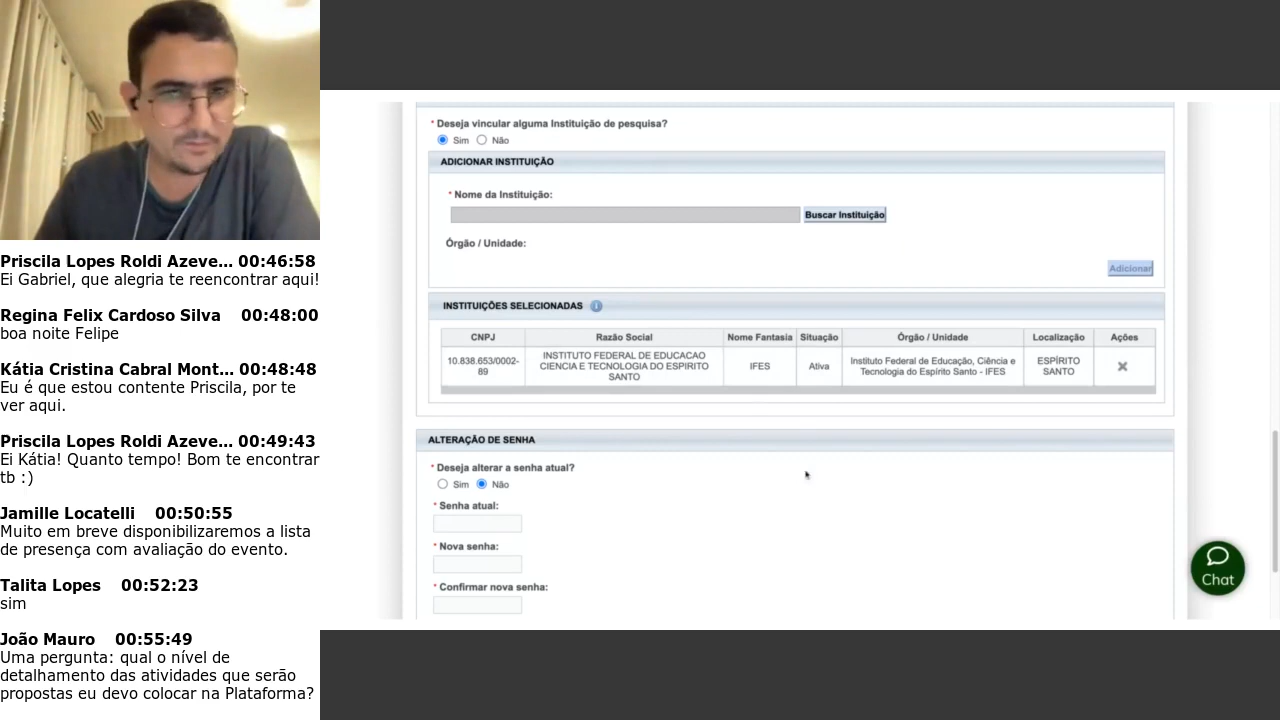 Priscila Lopes Roldi Azeve... 00:46:58
Ei Gabriel, que alegria te reencontrar aqui!
Regina Felix Cardoso Silva 00:48:00
boa noite Felipe
Kátia Cristina Cabral Mont... 00:48:48
Eu é que estou contente Priscila, por te
ver aqui.
Priscila Lopes Roldi Azeve... 00:49:43
Ei Kátia! Quanto tempo! Bom te encontrar
tb :)
Jamille Locatelli 00:50:55
Muito em breve disponibilizaremos a lista
de presença com avaliação do evento.
Talita Lopes 00:52:23
sim
João Mauro 00:55:49
Uma pergunta: qual o nível de
detalhamento das atividades que serão
propostas eu devo colocar na Plataforma?
* Deseja vincular alguma Instituição de pesquisa?
Sim Não
ADICIONAR INSTITUIÇÃO
* Nome da Instituição:
Buscar Instituição
Órgão / Unidade:
Adicionar
INSTITUIÇÕES SELECIONADAS i
CNPJ Razão Social Nome Fantasia Situação Órgão / Unidade Localização Ações
10.838.653/0002-
89
INSTITUTO FEDERAL DE EDUCACAO
CIENCIA E TECNOLOGIA DO ESPIRITO
SANTO
IFES
Ativa
Instituto Federal de Educação, Ciência e
Tecnologia do Espírito Santo - IFES
ESPÍRITO
SANTO
ALTERAÇÃO DE SENHA
* Deseja alterar a senha atual?
Sim Não
* Senha atual:
* Nova senha:
* Confirmar nova senha:
Chat